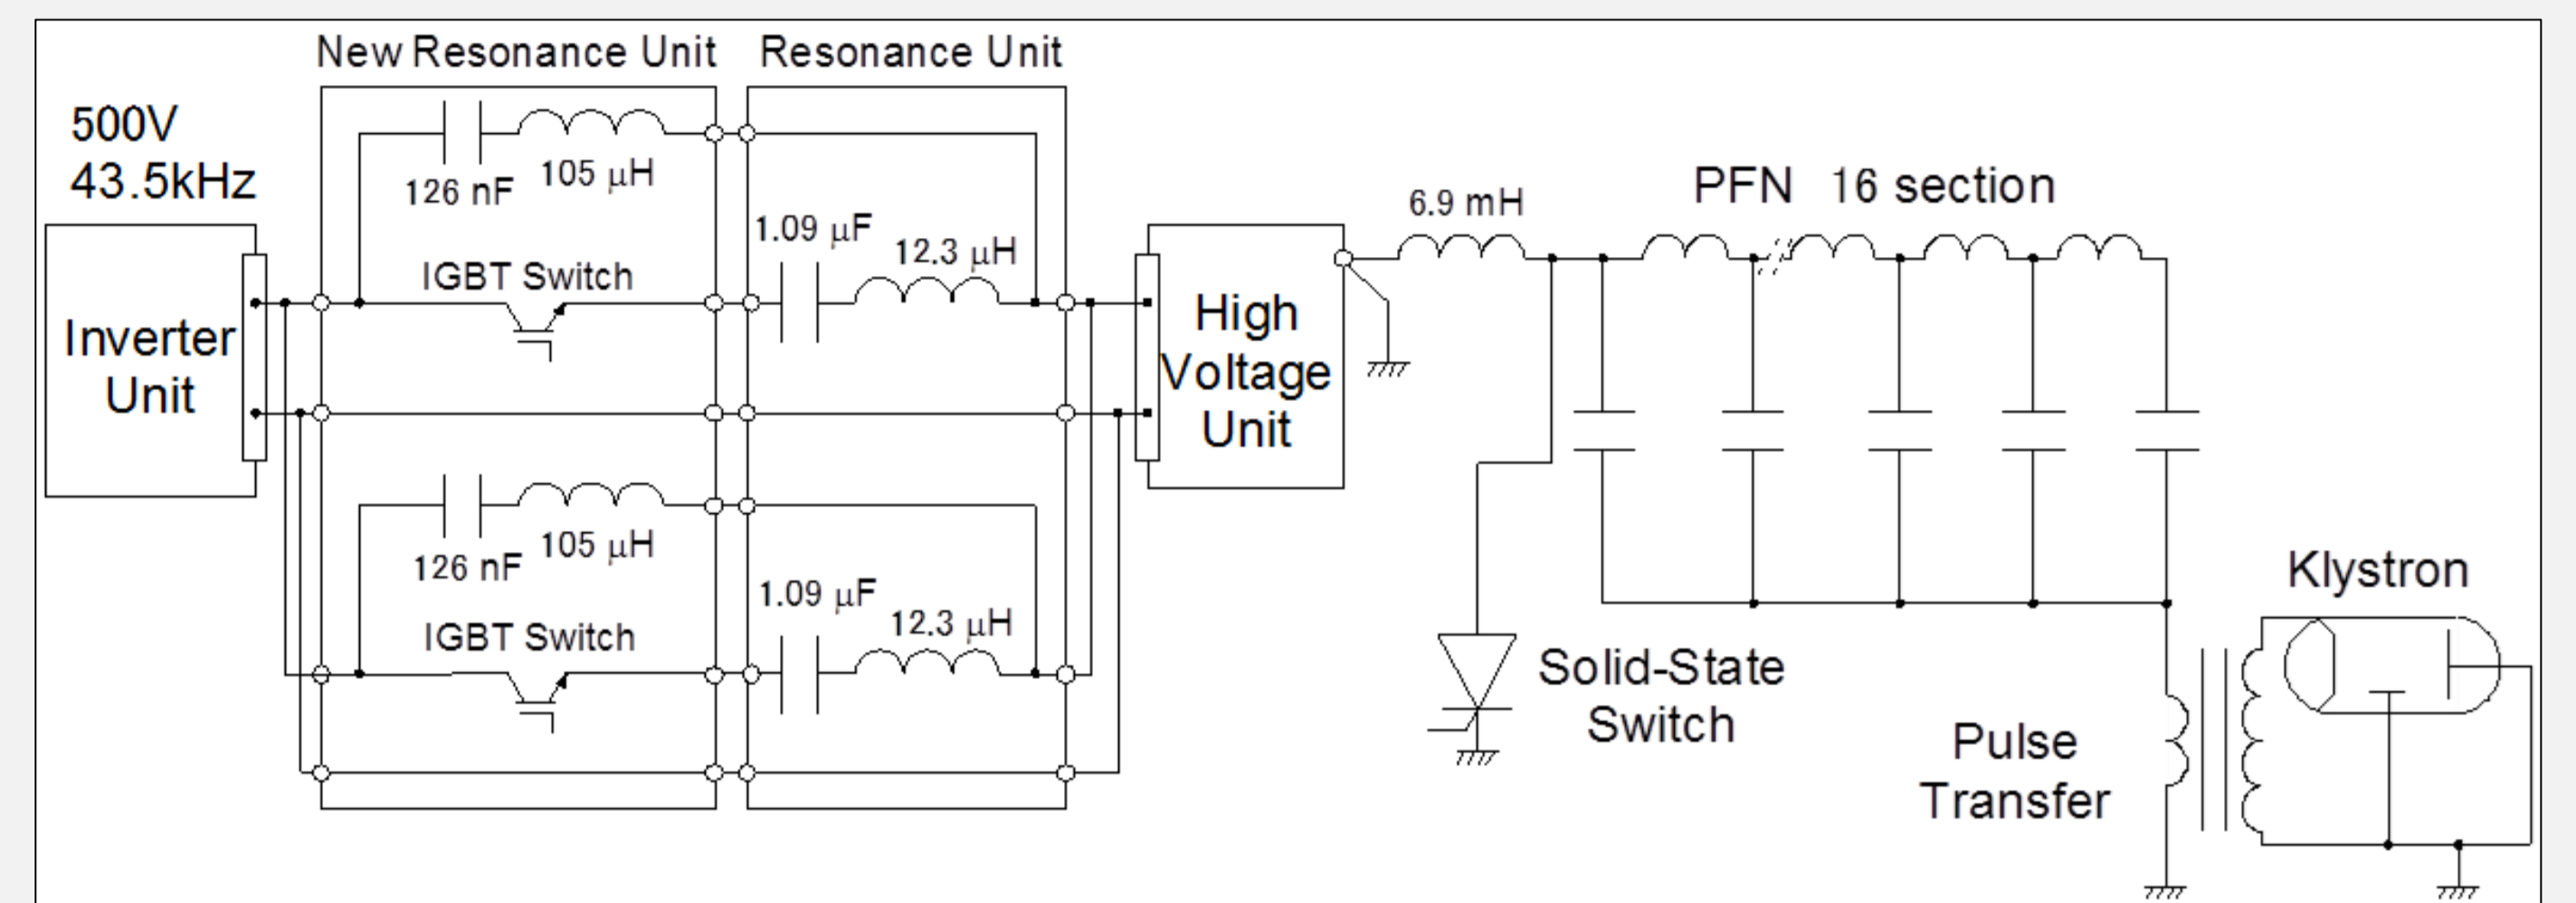 New Resonance Unit
Resonance Unit
500V
43.5kHz
126 nF
105 μH
1.09 μF
12.3 μH
IGBT Switch
Inverter
Unit
High
Voltage
Unit
6.9 mH
PFN 16 section
126 nF
105 μH
1.09 μF
12.3 μH
IGBT Switch
Solid-State
Switch
Klystron
Pulse
Transfer